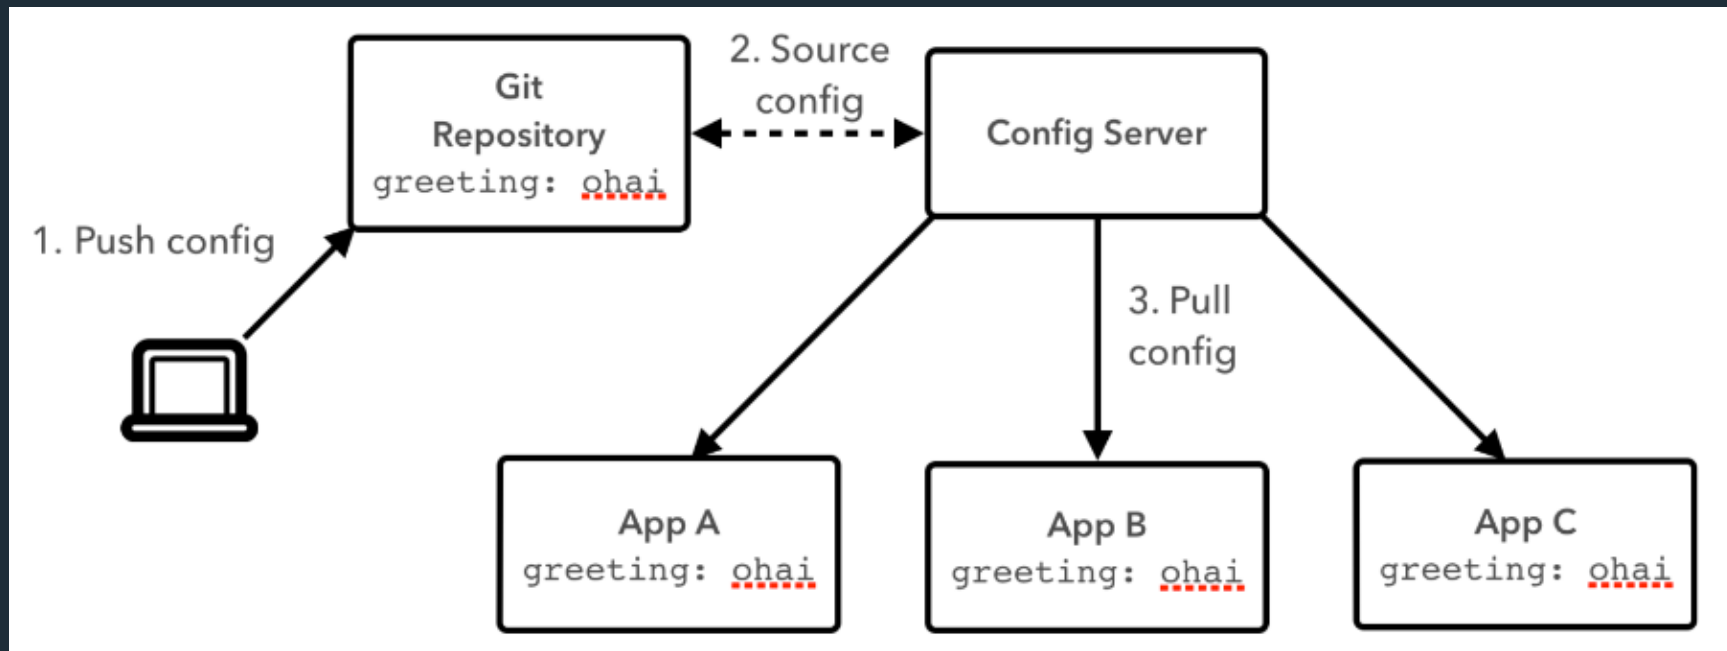 2. Source
config
Git
Repository
greeting: ohai
Config Server
1. Push config
3. Pull
config
App A
greeting: ohai
App B
greeting: ohai
App C
greeting: ohai